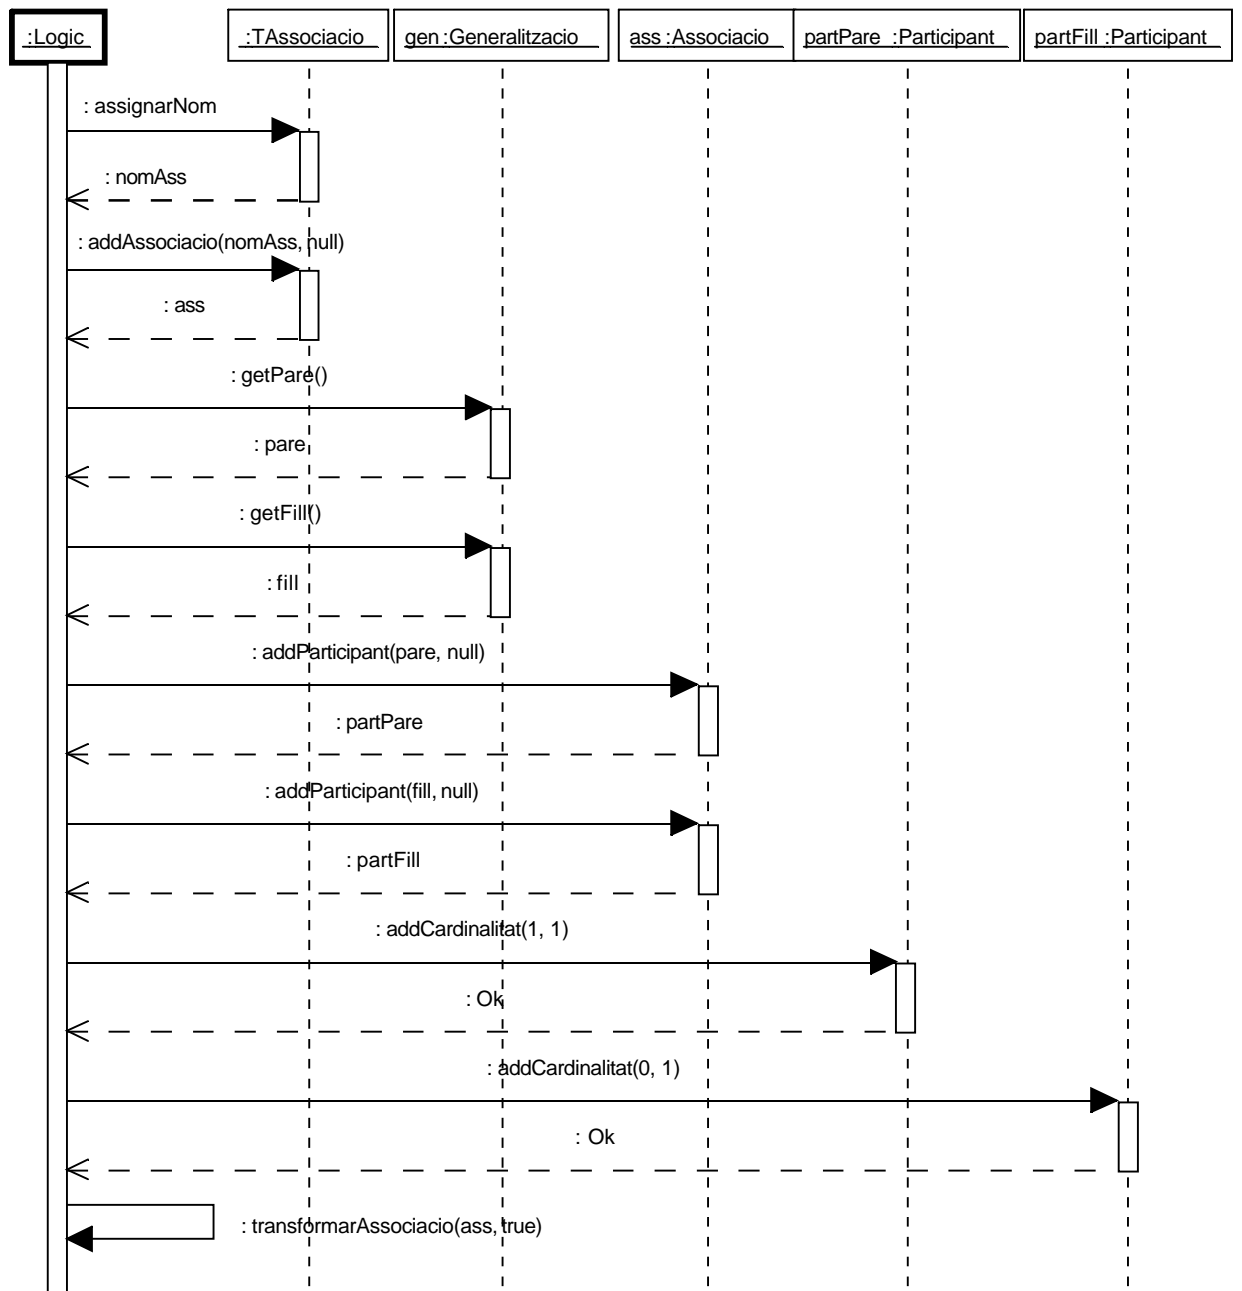 :Logic
:TAssociacio
gen :Generalitzacio
ass :Associacio
partPare :Participant
partFill :Participant
: assignarNom
: nomAss
: addAssociacio(nomAss, null)
: ass
: getPare()
: pare
: getFill()
: fill
: addParticipant(pare, null)
: partPare
: addParticipant(fill, null)
: partFill
: addCardinalitat(1, 1)
: Ok
: addCardinalitat(0, 1)
: Ok
: transformarAssociacio(ass, true)